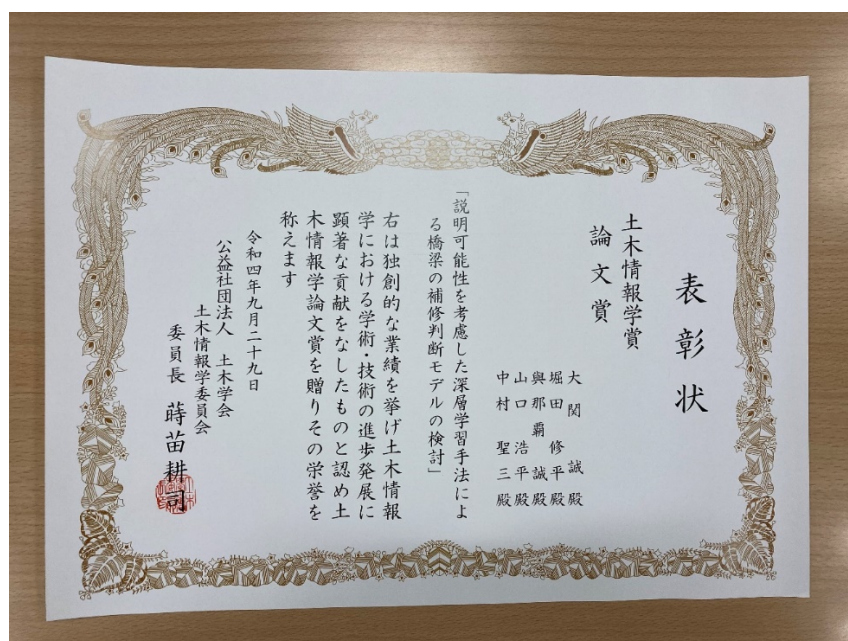 表彰状
土木情報学賞
論文賞
大関 誠殿
堀田修平殿
與那覇誠殿
山口浩平殿
中村聖三殿
「説明可能性を考慮した深層学習手法によ
る橋梁の補修判断モデルの検討」
右は独創的な業績を挙げ土木情報
学における学術・技術の進歩発展に
顕著な貢献をなしたものと認め土
木情報学論文賞を贈りその栄誉を
称えます
令和四年九月二十九日
公益社団法人 土木学会
土木情報学委員会
委員長 蒔苗耕司